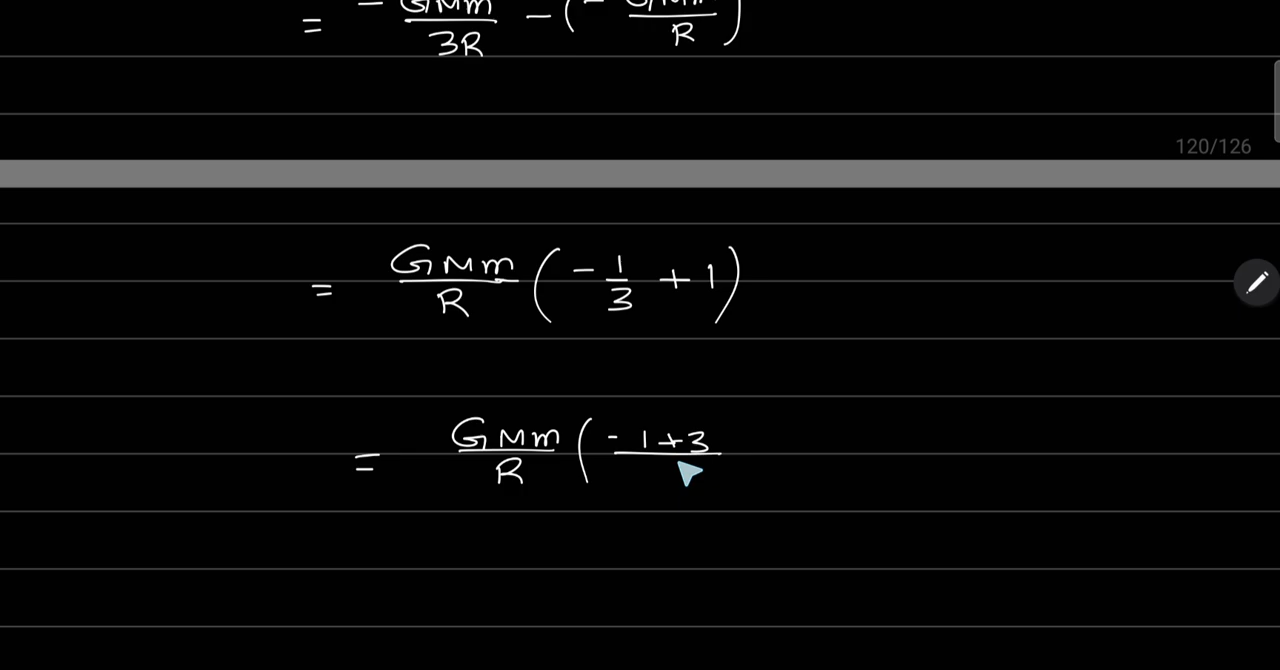 = - GMm/3R - (- GMm/R)
120/126
= GMm/R (- 1/3 + 1)
= GMm/R (- 1 + 3